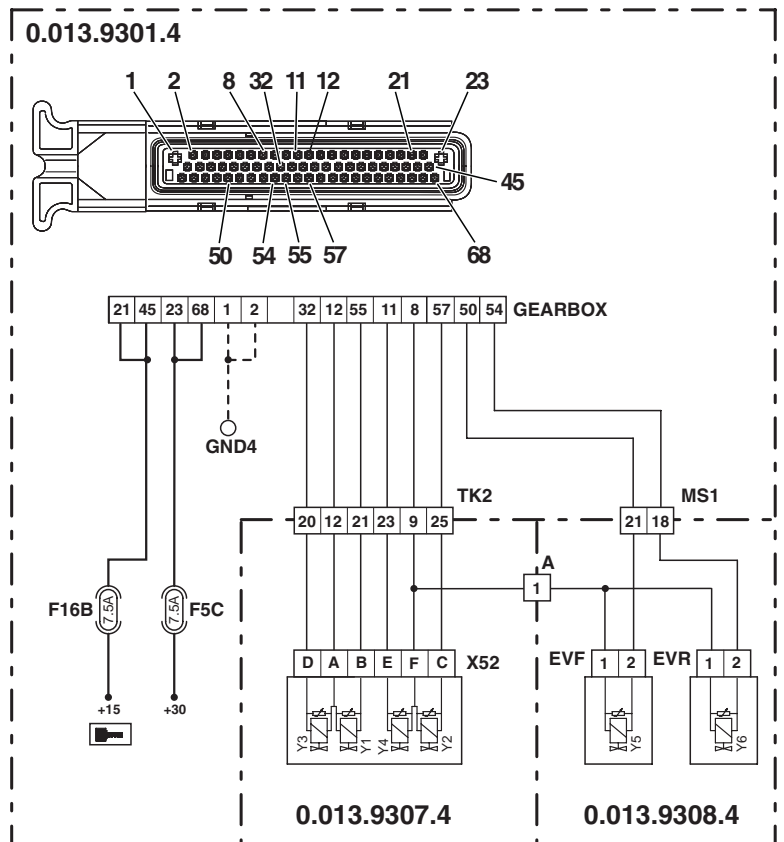 0.013.9301.4
1 2 8 32 11 12 21 23
45
50 54 55 57 68
21 45 23 68 1 2 32 12 55 11 8 57 50 54 GEARBOX
GND4
TK2 MS1
20 12 21 23 9 25 21 18
A
1
F16B 7.5A 7.5A F5C
D A B E F C X52 EVF 1 2 EVR 1 2
+15 +30
Y3 Y1 Y4 Y2 Y5 Y6
0.013.9307.4 0.013.9308.4